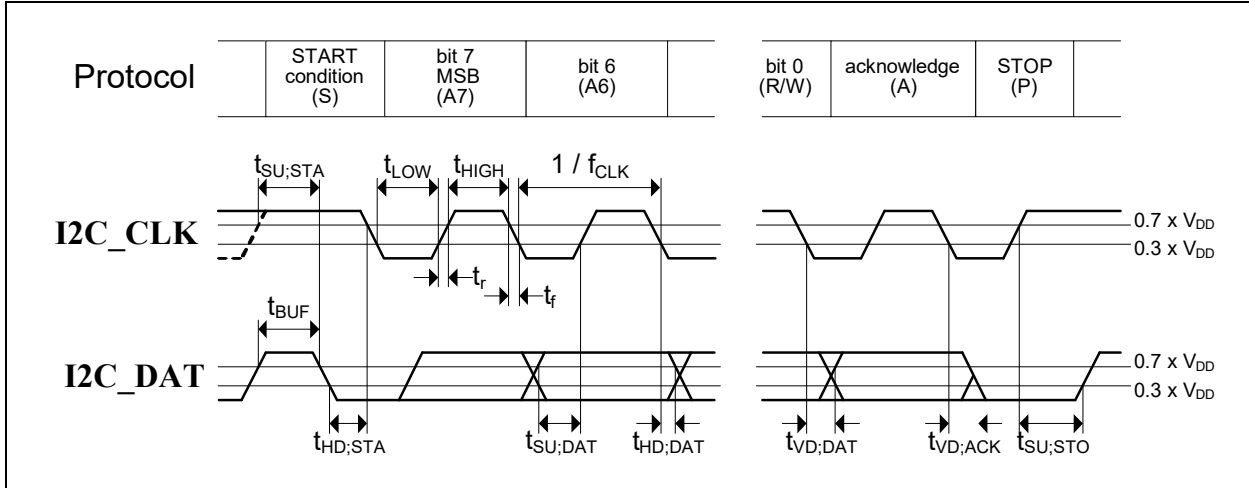 Protocol
START
condition
(S)
bit 7
MSB
(A7)
bit 6
(A6)
bit 0
(R/W)
acknowledge
(A)
STOP
(P)
tSU;STA
tLOW
tHIGH
1 / fCLK
I2C_CLK
0.7 x VDD
0.3 x VDD
tr
tf
tBUF
I2C_DAT
0.7 x VDD
0.3 x VDD
tHD;STA
tSU;DAT
tHD;DAT
tVD;DAT
tVD;ACK
tSU;STO